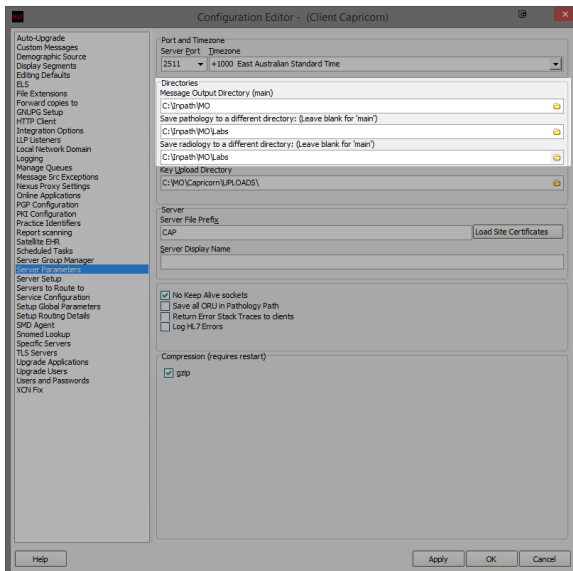 Configuration Editor - (Client Capricorn)
Auto-Upgrade
Custom Messages
Demographic Source
Display Segments
Editing Defaults
ELS
File Extensions
Forward copies to
GNUPG Setup
HTTP Client
Integration Options
LLP Listeners
Local Network Domain
Logging
Manage Queues
Message Src Exceptions
Nexus Proxy Settings
Online Applications
PGP Configuration
PKI Configuration
Practice Identifiers
Report scanning
Satellite EHR
Scheduled Tasks
Server Group Manager
Server Parameters
Server Setup
Servers to Route to
Service Configuration
Setup Global Parameters
Setup Routing Details
SMD Agent
Snomed Lookup
Specific Servers
TLS Servers
Upgrade Applications
Upgrade Users
Users and Passwords
XCN Fix
Port and Timezone
Server Port Timezone
2511 +1000 East Australian Standard Time
Directories
Message Output Directory (main)
C:\Inpath\MO
Save pathology to a different directory: (Leave blank for 'main')
C:\Inpath\MO\Labs
Save radiology to a different directory: (Leave blank for 'main')
C:\Inpath\MO\Labs
Key Upload Directory
C:\MO\Capricorn\UPLOADS\
Server
Server File Prefix
CAP Load Site Certificates
Server Display Name
No Keep Alive sockets
Save all ORU in Pathology Path
Return Error Stack Traces to clients
Log HL7 Errors
Compression (requires restart)
gzip
Help Apply OK Cancel